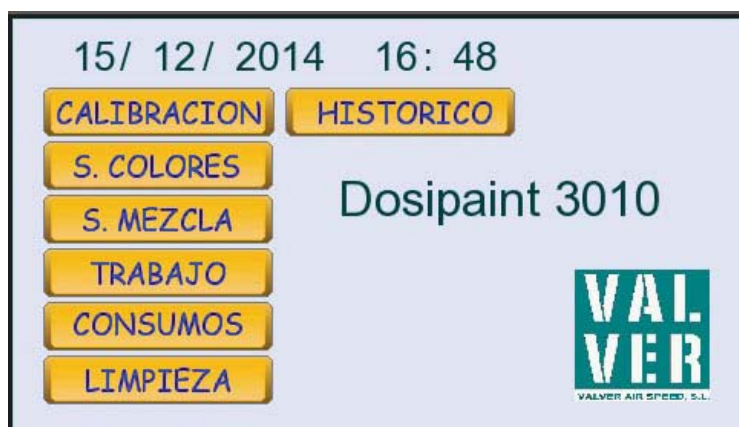 15/ 12/ 2014 16: 48
CALIBRACION HISTORICO
S. COLORES
Dosipaint 3010
S. MEZCLA
TRABAJO
CONSUMOS
LIMPIEZA
VAL
VER
VALVER AIR SPEED, S.L.